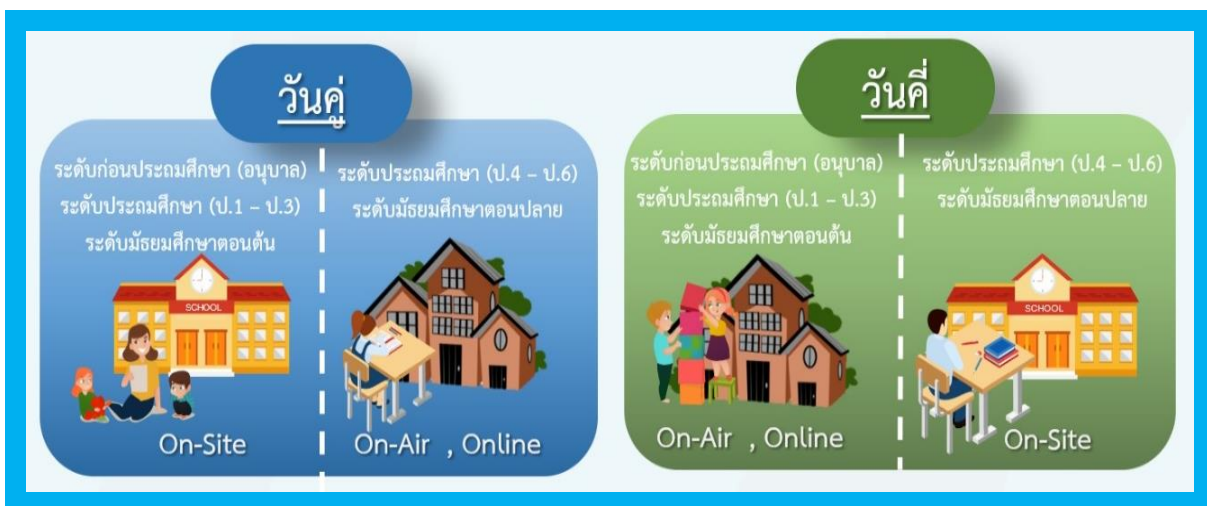 วันคู่
ระดับก่อนประถมศึกษา (อนุบาล)
ระดับประถมศึกษา (ป.1 – ป.3)
ระดับมัธยมศึกษาตอนต้น
SCHOOL
On-Site
ระดับประถมศึกษา (ป.4 – ป.6)
ระดับมัธยมศึกษาตอนปลาย
On-Air , Online
วันคี่
ระดับก่อนประถมศึกษา (อนุบาล)
ระดับประถมศึกษา (ป.1 – ป.3)
ระดับมัธยมศึกษาตอนต้น
On-Air , Online
ระดับประถมศึกษา (ป.4 – ป.6)
ระดับมัธยมศึกษาตอนปลาย
SCHOOL
On-Site